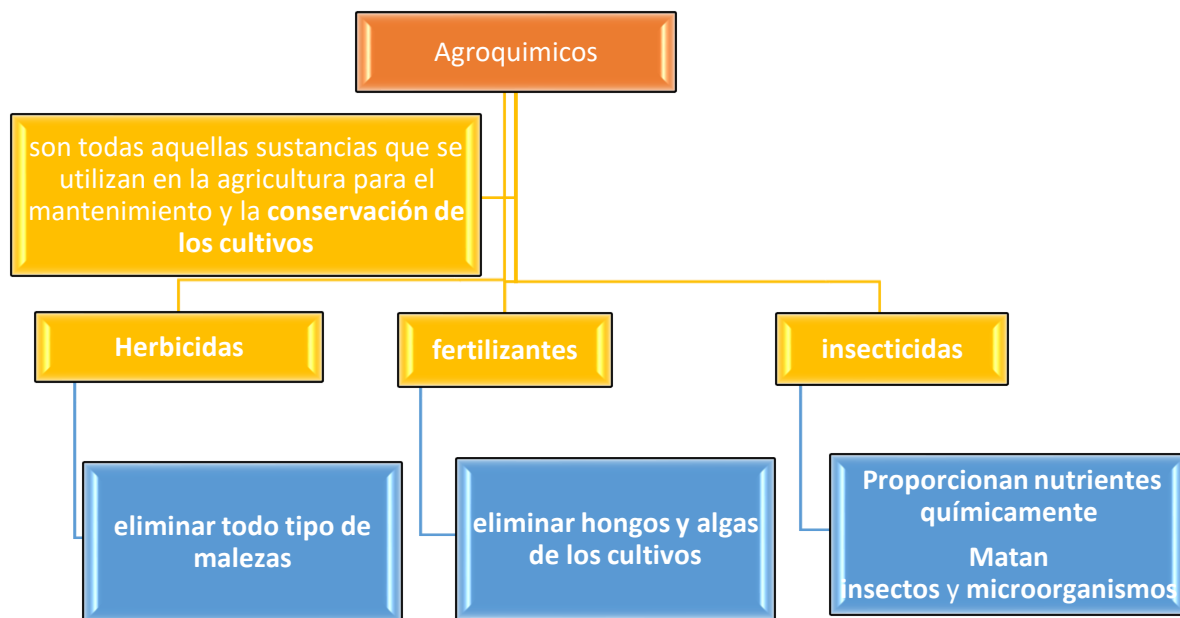 Agroquimicos
son todas aquellas sustancias que se
utilizan en la agricultura para el
mantenimiento y la conservación de
los cultivos
Herbicidas
fertilizantes
insecticidas
eliminar todo tipo de
malezas
eliminar hongos y algas
de los cultivos
Proporcionan nutrientes
químicamente
Matan
insectos y microorganismos